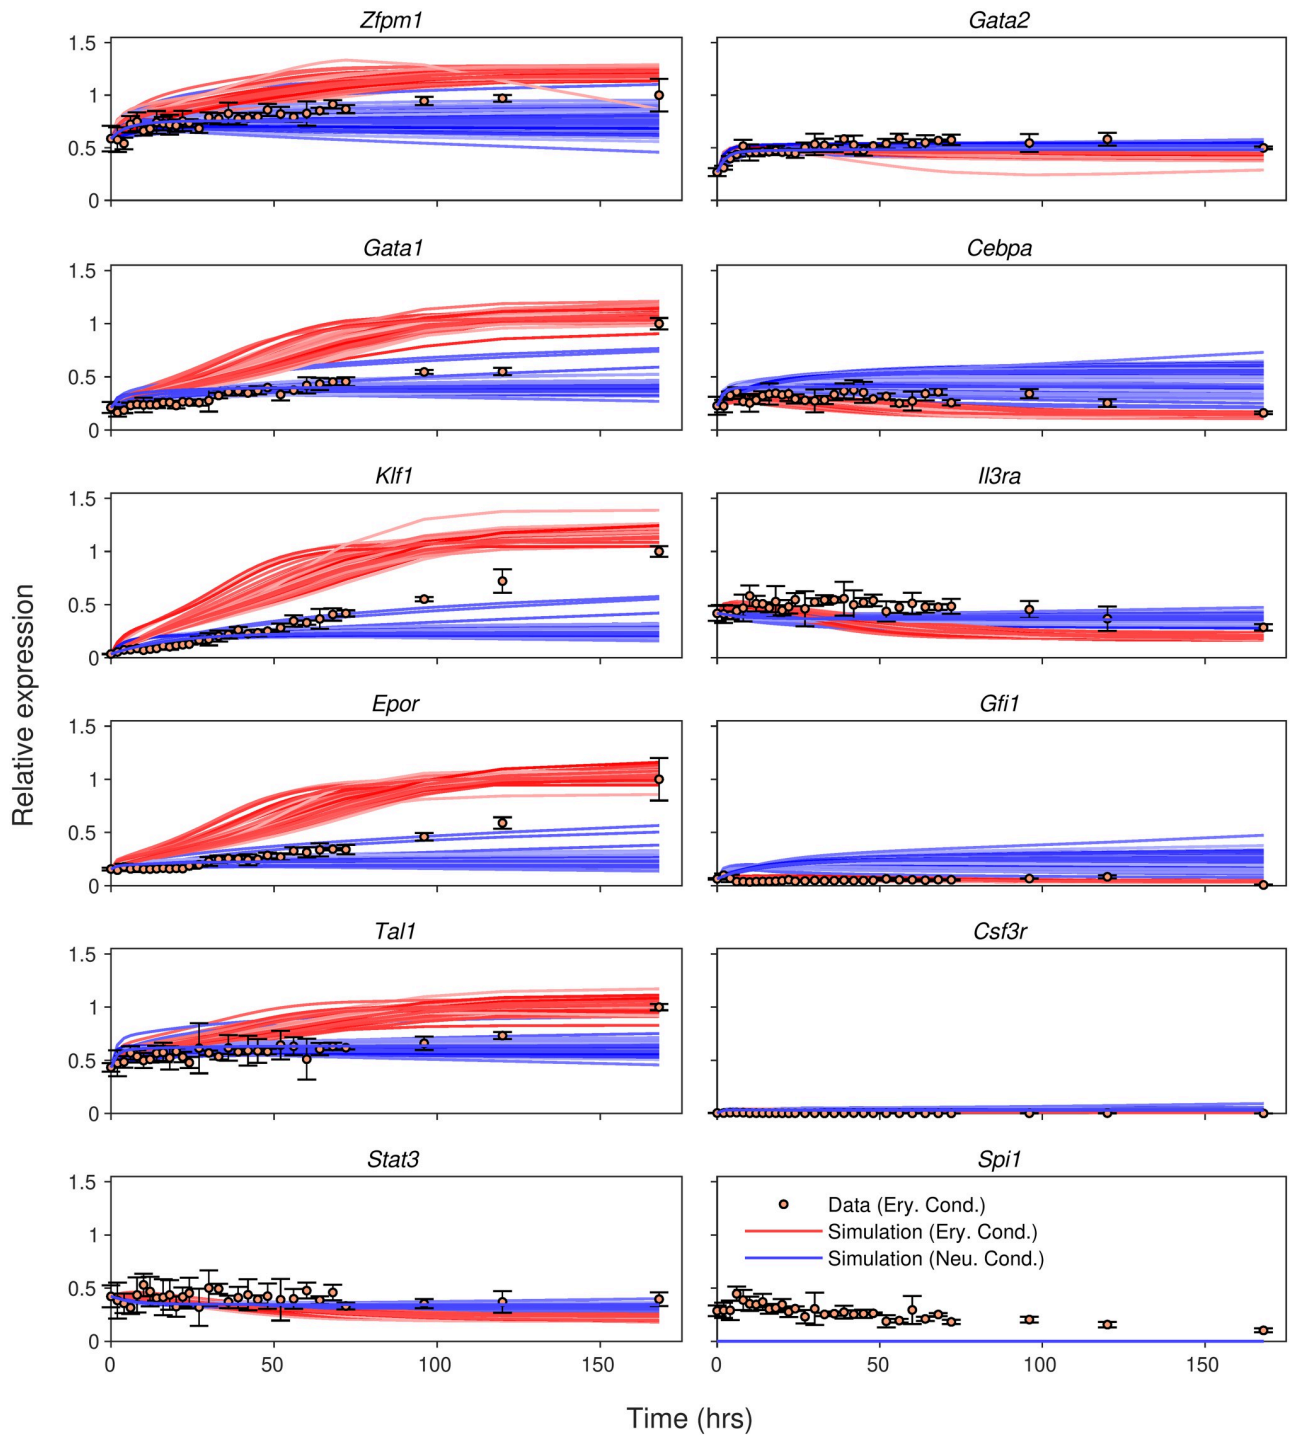 Zfpm1
Gata2
1.5
1
0.5
0
Gata1
Cebpa
1.5
1
0.5
0
Klf1
Il3ra
1.5
1
0.5
0
Relative expression
Epor
Gfi1
1.5
1
0.5
0
Tal1
Csf3r
1.5
1
0.5
0
Stat3
Spi1
1.5
1
0.5
0
Data (Ery. Cond.)
Simulation (Ery. Cond.)
Simulation (Neu. Cond.)
0 50 100 150
0 50 100 150
Time (hrs)